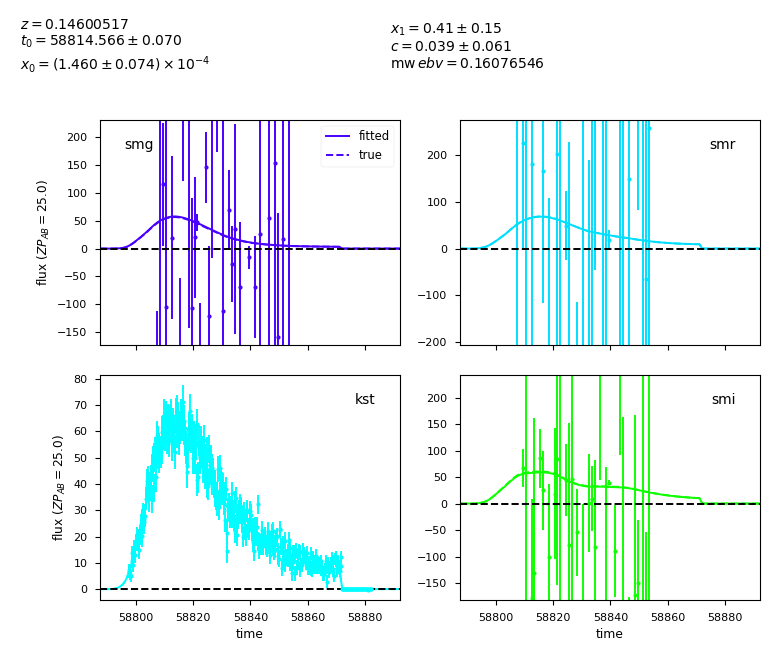 z = 0.14600517
t₀ = 58814.566 ± 0.070
x₀ = (1.460 ± 0.074) × 10⁻⁴
x₁ = 0.41 ± 0.15
c = 0.039 ± 0.061
mw ebv = 0.16076546
smg
fitted
true
200
150
100
50
0
−50
−100
−150
flux (ZP_AB = 25.0)
smr
200
100
0
−100
−200
kst
80
70
60
50
40
30
20
10
0
flux (ZP_AB = 25.0)
58800 58820 58840 58860 58880
time
smi
200
150
100
50
0
−50
−100
−150
58800 58820 58840 58860 58880
time